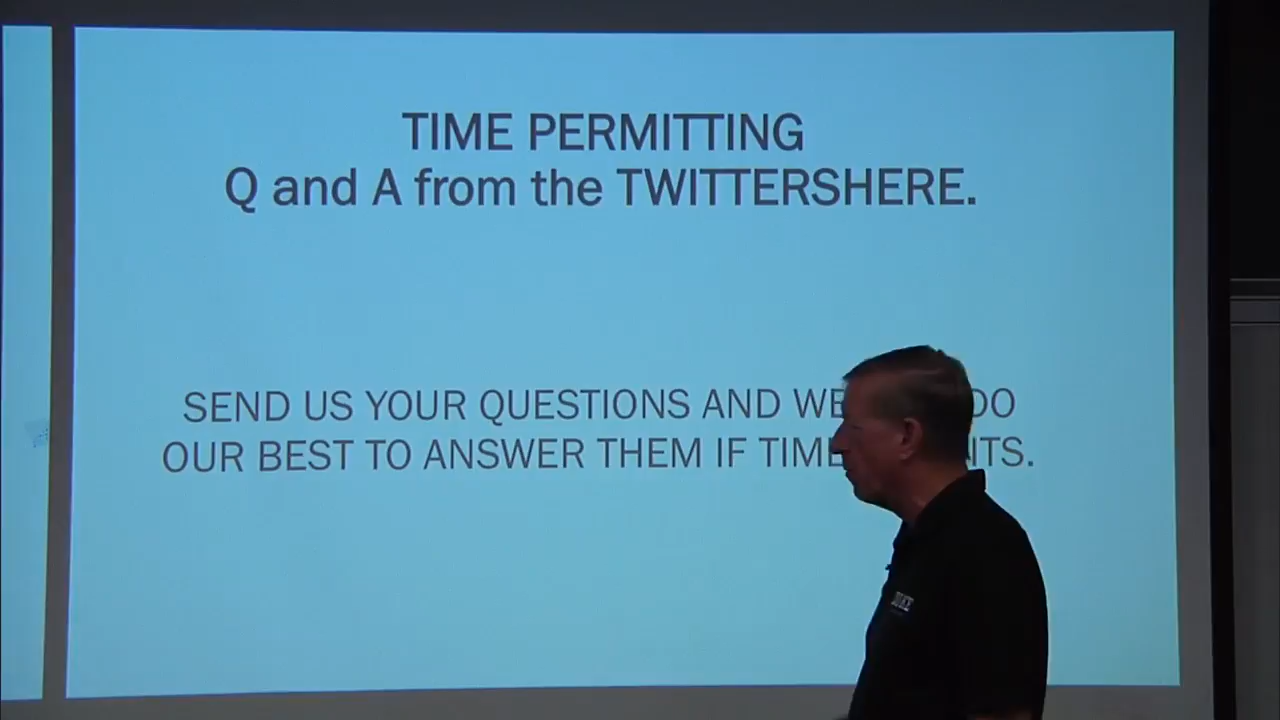 TIME PERMITTING
Q and A from the TWITTERSHERE.
SEND US YOUR QUESTIONS AND WE DO
OUR BEST TO ANSWER THEM IF TIME ITS.